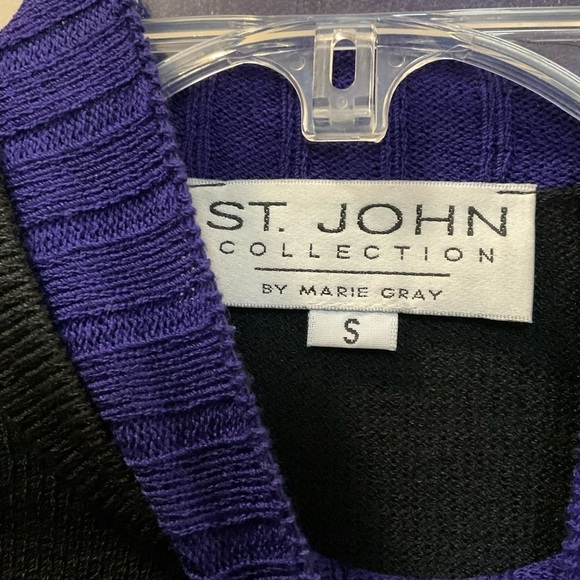 ST. JOHN
COLLECTION
BY MARIE GRAY
S